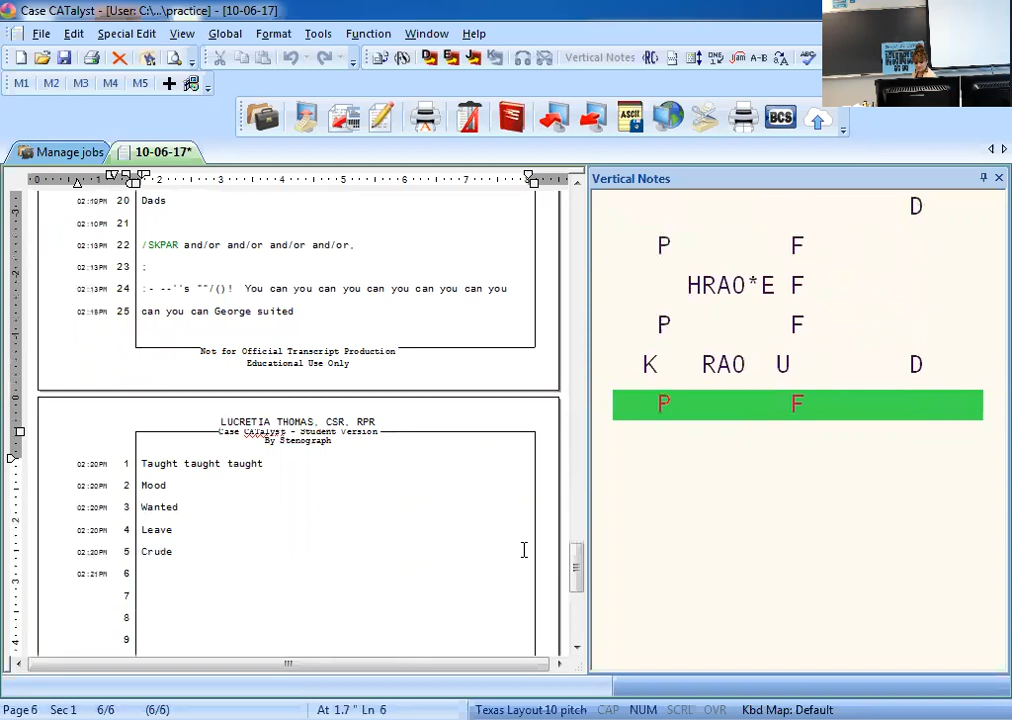 Case CATalyst - [User: C:\...\practice] - [10-06-17]
File Edit Special Edit View Global Format Tools Function Window Help
Vertical Notes
M1 M2 M3 M4 M5
ASCII BCS
Manage jobs 10-06-17*
02:10PM 20 Dads
02:10PM 21
02:13PM 22 /SKPAR and/or and/or and/or and/or.
02:13PM 23 ;
02:13PM 24 :- --''s ""/()! You can you can you can you can you
02:18PM 25 can you can George suited
Not for Official Transcript Production
Educational Use Only
LUCRETIA THOMAS, CSR, RPR
Case CATalyst - Student Version
By Stenograph
02:20PM 1 Taught taught taught
02:20PM 2 Mood
02:20PM 3 Wanted
02:20PM 4 Leave
02:20PM 5 Crude
02:21PM 6
7
8
9
Vertical Notes
D
P F
HRAO*E F
P F
K RAO U D
P F
Page 6 Sec 1 6/6 (6/6) At 1.7" Ln 6 Texas Layout 10 pitch CAP NUM SCRL OVR Kbd Map: Default